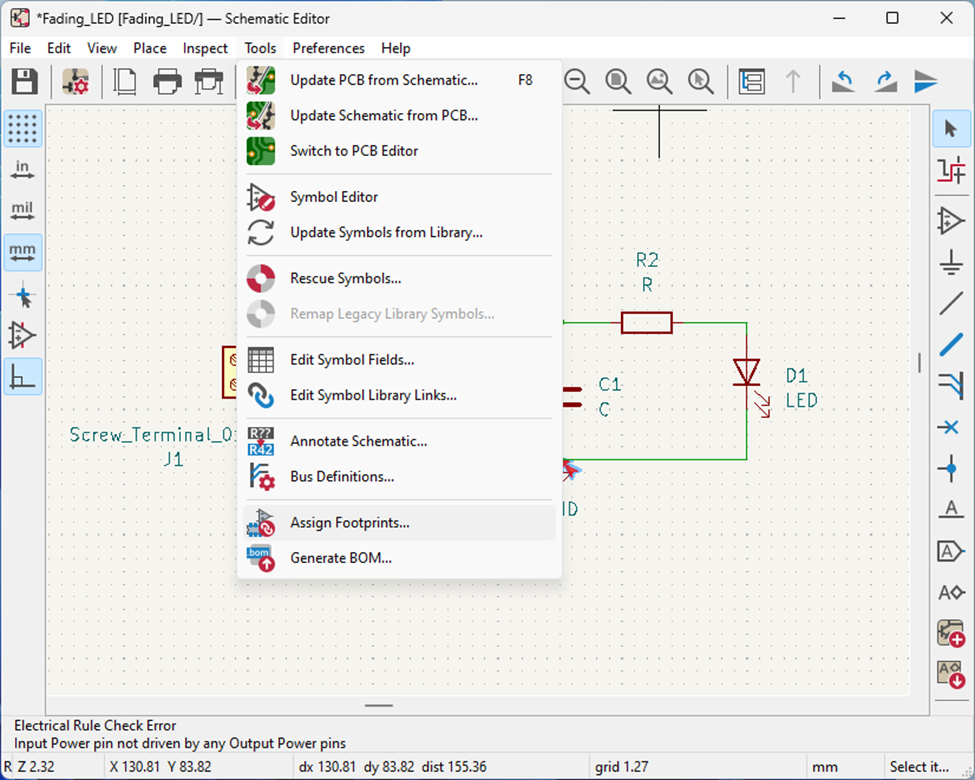 *Fading_LED [Fading_LED/] — Schematic Editor
File Edit View Place Inspect Tools Preferences Help
Update PCB from Schematic... F8
Update Schematic from PCB...
Switch to PCB Editor
Symbol Editor
Update Symbols from Library...
Rescue Symbols...
Remap Legacy Library Symbols...
Edit Symbol Fields...
Edit Symbol Library Links...
R??
R42
Annotate Schematic...
Bus Definitions...
Assign Footprints...
.bom
Generate BOM...
in
mil
mm
R2
R
C1
C
D1
LED
Screw_Terminal_0
J1
ID
A
A
A
A
Electrical Rule Check Error
Input Power pin not driven by any Output Power pins
R Z 2.32 X 130.81 Y 83.82 dx 130.81 dy 83.82 dist 155.36 grid 1.27 mm Select it...